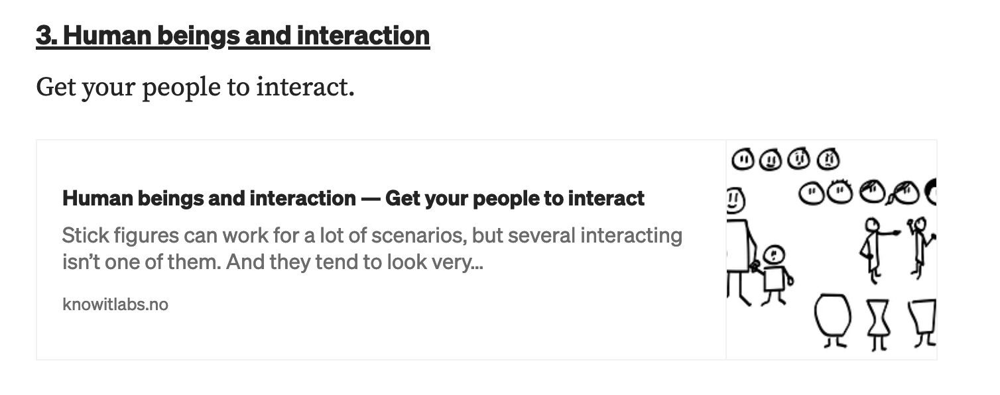 3. Human beings and interaction
Get your people to interact.
Human beings and interaction — Get your people to interact
Stick figures can work for a lot of scenarios, but several interacting
isn’t one of them. And they tend to look very...
knowitlabs.no